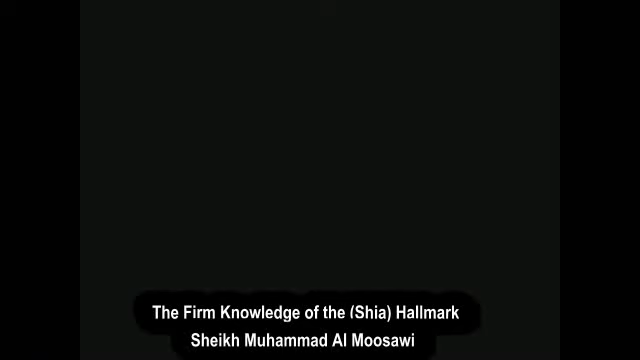 The Firm Knowledge of the (Shia) Hallmark
Sheikh Muhammad Al Moosawi